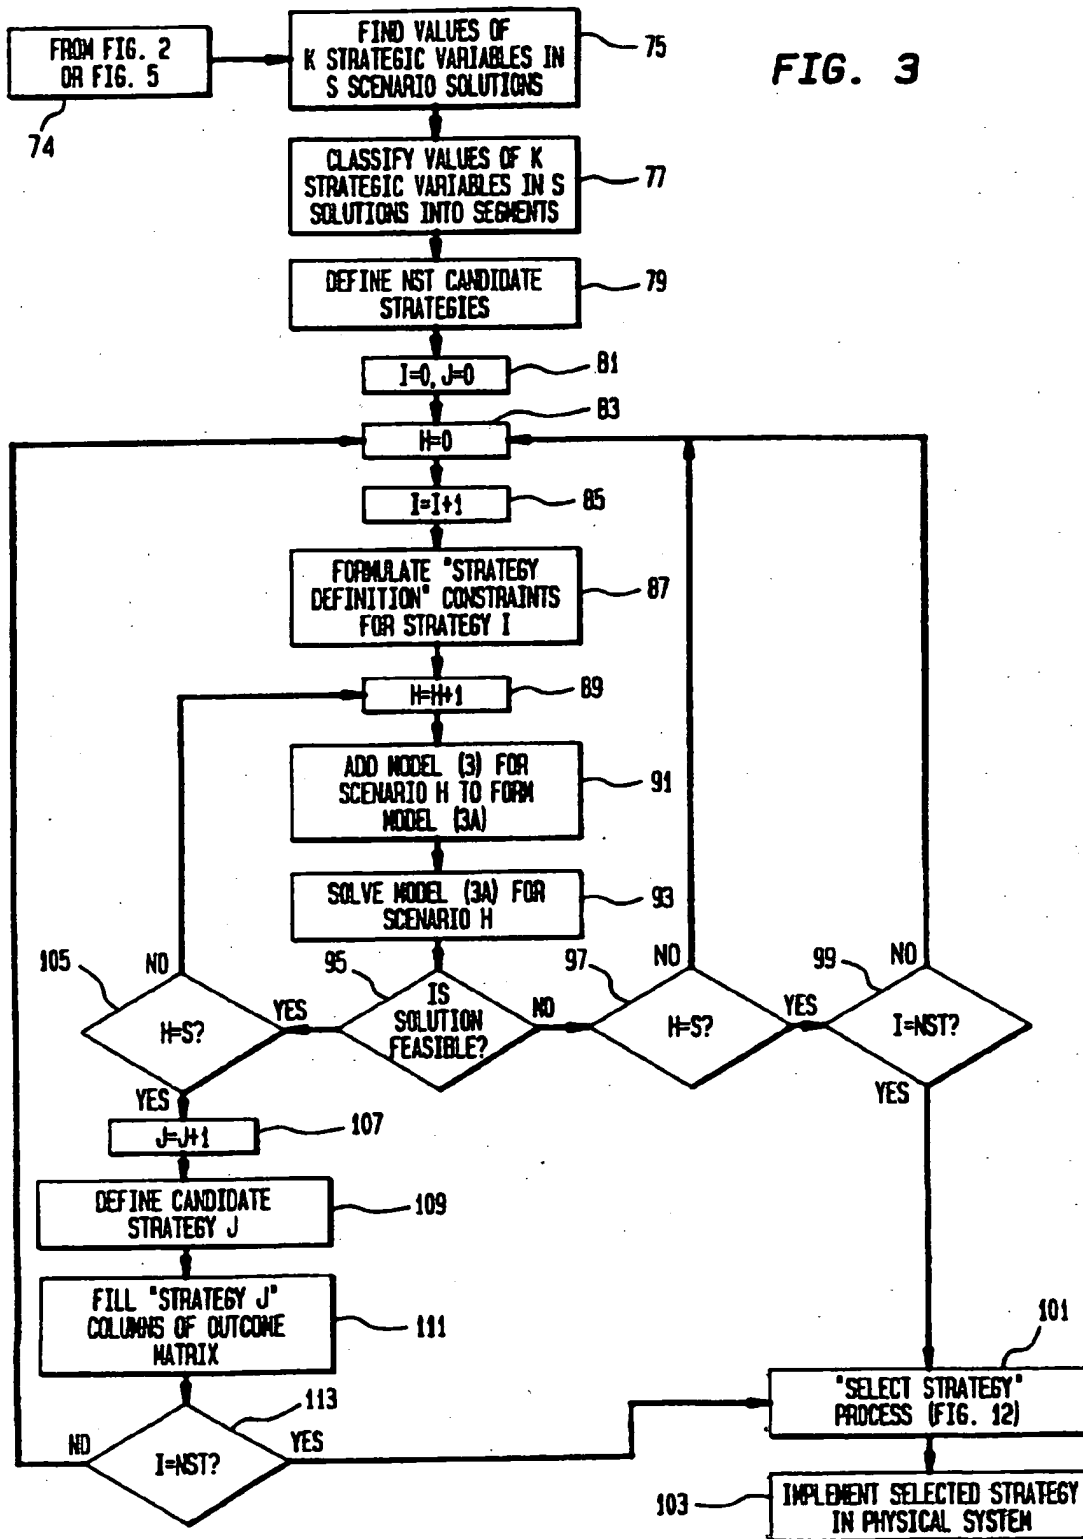 FROM FIG. 2
OR FIG. 5
74
FIND VALUES OF
K STRATEGIC VARIABLES IN
S SCENARIO SOLUTIONS
75
FIG. 3
CLASSIFY VALUES OF K
STRATEGIC VARIABLES IN S
SOLUTIONS INTO SEGMENTS
77
DEFINE NST CANDIDATE
STRATEGIES
79
I=0, J=0
81
H=0
83
I=I+1
85
FORMULATE "STRATEGY
DEFINITION" CONSTRAINTS
FOR STRATEGY I
87
H=H+1
89
ADD MODEL (3) FOR
SCENARIO H TO FORM
MODEL (3A)
91
SOLVE MODEL (3A) FOR
SCENARIO H
93
105
NO
H=S?
YES
YES
95
IS
SOLUTION
FEASIBLE?
NO
97
NO
H=S?
YES
99
NO
I=NST?
YES
J=J+1
107
DEFINE CANDIDATE
STRATEGY J
109
FILL "STRATEGY J"
COLUMNS OF OUTCOME
MATRIX
111
113
NO
I=NST?
YES
101
"SELECT STRATEGY"
PROCESS (FIG. 12)
103
IMPLEMENT SELECTED STRATEGY
IN PHYSICAL SYSTEM